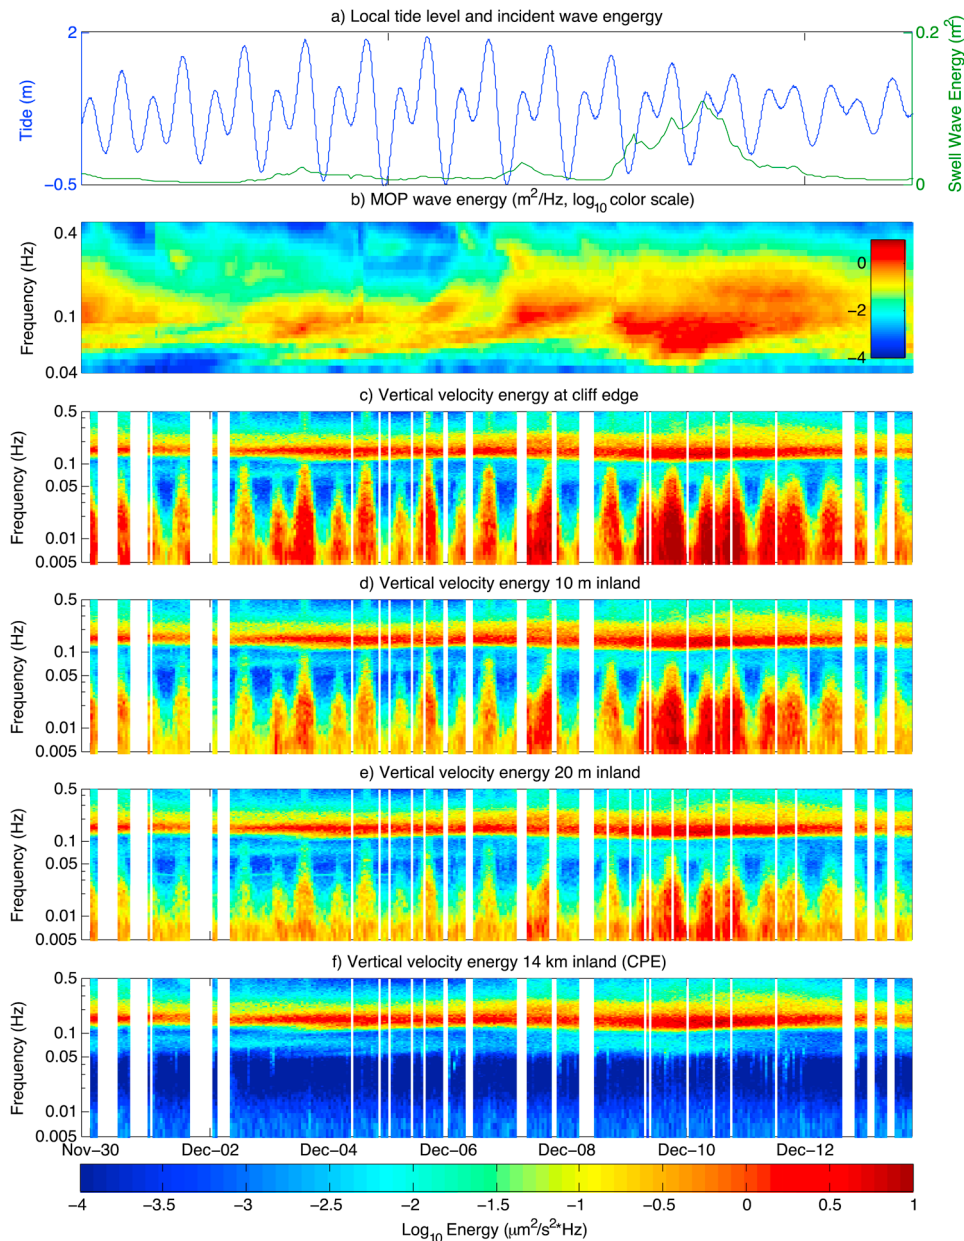 a) Local tide level and incident wave engergy
2
0.2
Tide (m)
Swell Wave Energy (m2)
−0.5
0
b) MOP wave energy (m2/Hz, log10 color scale)
0.4
0.1
0.04
Frequency (Hz)
0
−2
−4
c) Vertical velocity energy at cliff edge
0.5
0.1
0.05
0.01
0.005
Frequency (Hz)
d) Vertical velocity energy 10 m inland
0.5
0.1
0.05
0.01
0.005
Frequency (Hz)
e) Vertical velocity energy 20 m inland
0.5
0.1
0.05
0.01
0.005
Frequency (Hz)
f) Vertical velocity energy 14 km inland (CPE)
0.5
0.1
0.05
0.01
0.005
Frequency (Hz)
Nov−30 Dec−02 Dec−04 Dec−06 Dec−08 Dec−10 Dec−12
−4 −3.5 −3 −2.5 −2 −1.5 −1 −0.5 0 0.5 1
Log10 Energy (μm2/s2*Hz)